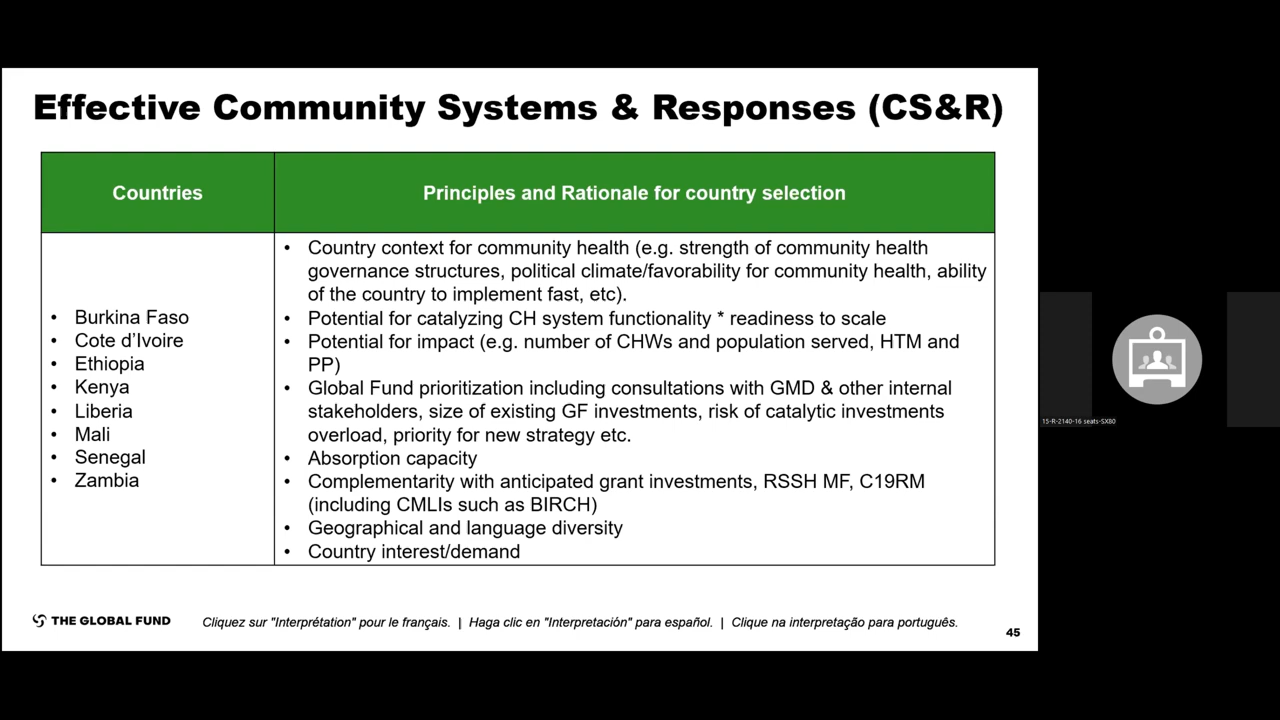 Effective Community Systems & Responses (CS&R)
Countries
Principles and Rationale for country selection
• Burkina Faso
• Cote d'Ivoire
• Ethiopia
• Kenya
• Liberia
• Mali
• Senegal
• Zambia
• Country context for community health (e.g. strength of community health
governance structures, political climate/favorability for community health, ability
of the country to implement fast, etc).
• Potential for catalyzing CH system functionality * readiness to scale
• Potential for impact (e.g. number of CHWs and population served, HTM and
PP)
• Global Fund prioritization including consultations with GMD & other internal
stakeholders, size of existing GF investments, risk of catalytic investments
overload, priority for new strategy etc.
• Absorption capacity
• Complementarity with anticipated grant investments, RSSH MF, C19RM
(including CMLIs such as BIRCH)
• Geographical and language diversity
• Country interest/demand
THE GLOBAL FUND
Cliquez sur "Interprétation" pour le français. | Haga clic en "Interpretación" para español. | Clique na interpretação para português.
45
15-R-2140-16 seats-SX80